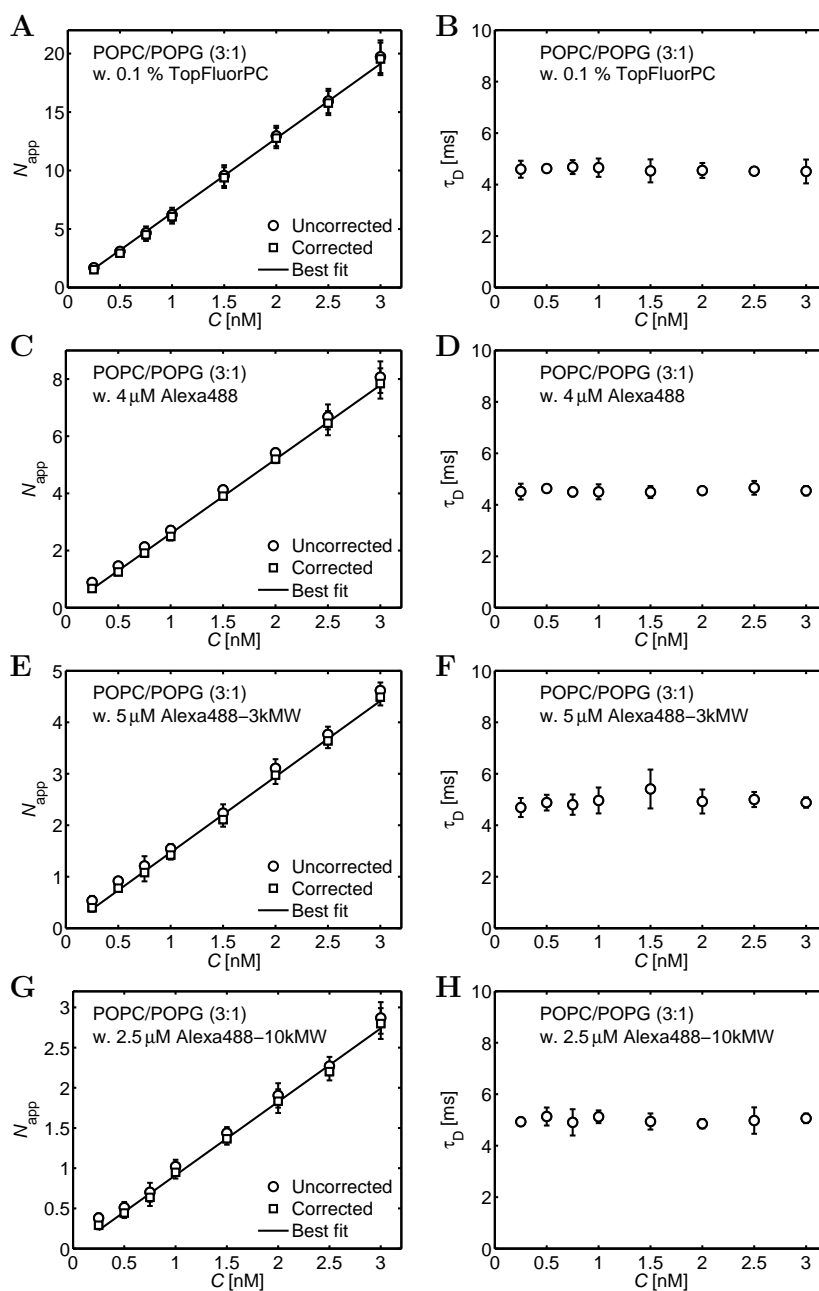 A
POPC/POPG (3:1)
w. 0.1 % TopFluorPC
N_app
20
15
10
5
0
Uncorrected
Corrected
Best fit
0 0.5 1 1.5 2 2.5 3
C [nM]
B
POPC/POPG (3:1)
w. 0.1 % TopFluorPC
τ_D [ms]
10
8
6
4
2
0
0 0.5 1 1.5 2 2.5 3
C [nM]
C
POPC/POPG (3:1)
w. 4 μM Alexa488
N_app
8
6
4
2
0
Uncorrected
Corrected
Best fit
0 0.5 1 1.5 2 2.5 3
C [nM]
D
POPC/POPG (3:1)
w. 4 μM Alexa488
τ_D [ms]
10
8
6
4
2
0
0 0.5 1 1.5 2 2.5 3
C [nM]
E
POPC/POPG (3:1)
w. 5 μM Alexa488–3kMW
N_app
5
4
3
2
1
0
Uncorrected
Corrected
Best fit
0 0.5 1 1.5 2 2.5 3
C [nM]
F
POPC/POPG (3:1)
w. 5 μM Alexa488–3kMW
τ_D [ms]
10
8
6
4
2
0
0 0.5 1 1.5 2 2.5 3
C [nM]
G
POPC/POPG (3:1)
w. 2.5 μM Alexa488–10kMW
N_app
3
2.5
2
1.5
1
0.5
0
Uncorrected
Corrected
Best fit
0 0.5 1 1.5 2 2.5 3
C [nM]
H
POPC/POPG (3:1)
w. 2.5 μM Alexa488–10kMW
τ_D [ms]
10
8
6
4
2
0
0 0.5 1 1.5 2 2.5 3
C [nM]